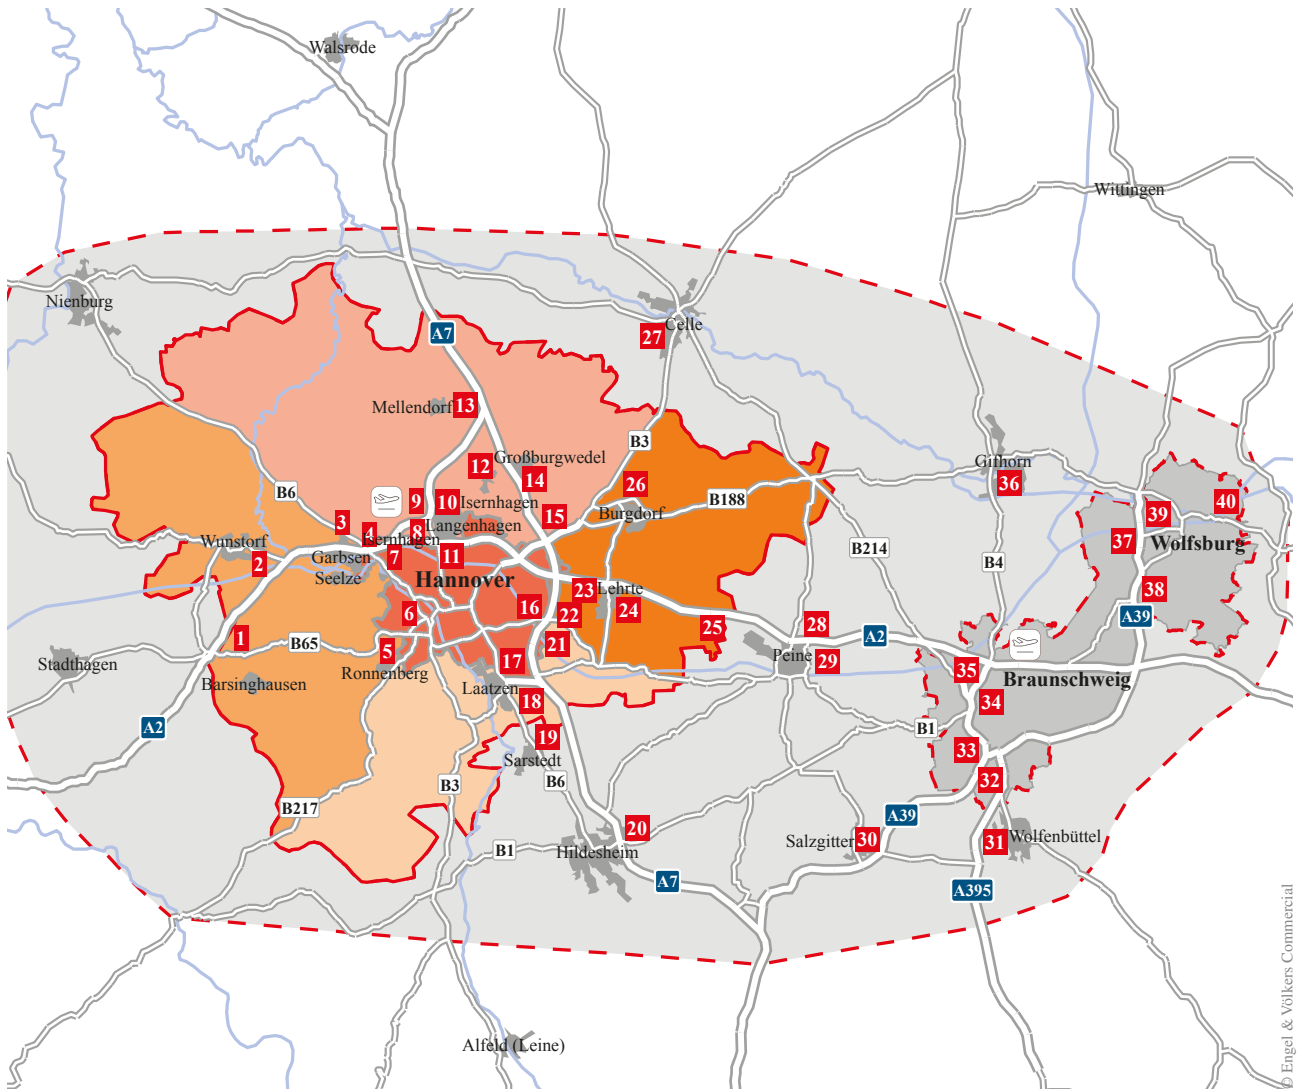 Walsrode
Wittingen
Nienburg
Celle
27
A7
Mellendorf
13
B3
12
Großburgwedel
14
Gifhorn
36
B6
9
10
Isernhagen
26
B188
40
3
4
8
Langenhagen
15
Burgdorf
39
Wunstorf
2
Garbsen
Isernhagen
7
11
B214
37
Wolfsburg
Seelze
Hannover
B4
23
Lehrte
38
6
16
22
24
A39
1
B65
5
21
25
28
A2
Stadthagen
Ronnenberg
17
Peine
29
35
Braunschweig
Barsinghausen
Laatzen
18
34
A2
19
B1
33
Sarstedt
B3
B6
32
B217
A39
20
Salzgitter
30
31
Wolfenbüttel
B1
Hildesheim
A7
A395
Alfeld (Leine)
© Engel & Völkers Commercial